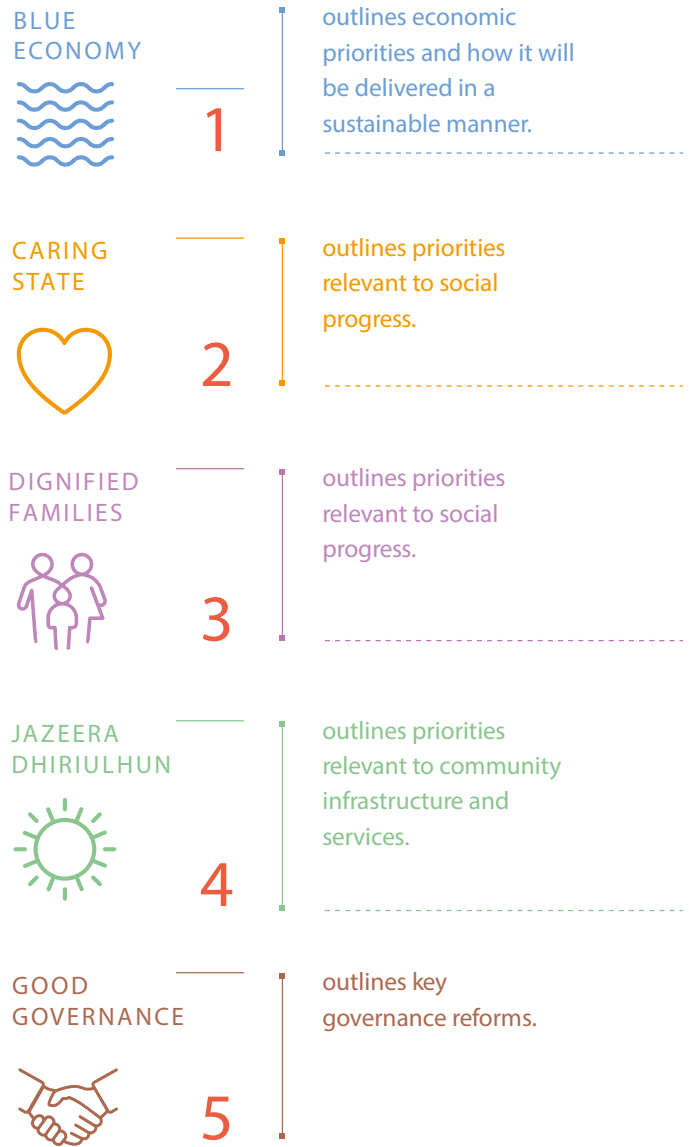 BLUE
ECONOMY
1
outlines economic
priorities and how it will
be delivered in a
sustainable manner.
CARING
STATE
2
outlines priorities
relevant to social
progress.
DIGNIFIED
FAMILIES
3
outlines priorities
relevant to social
progress.
JAZEERA
DHIRIULHUN
4
outlines priorities
relevant to community
infrastructure and
services.
GOOD
GOVERNANCE
5
outlines key
governance reforms.